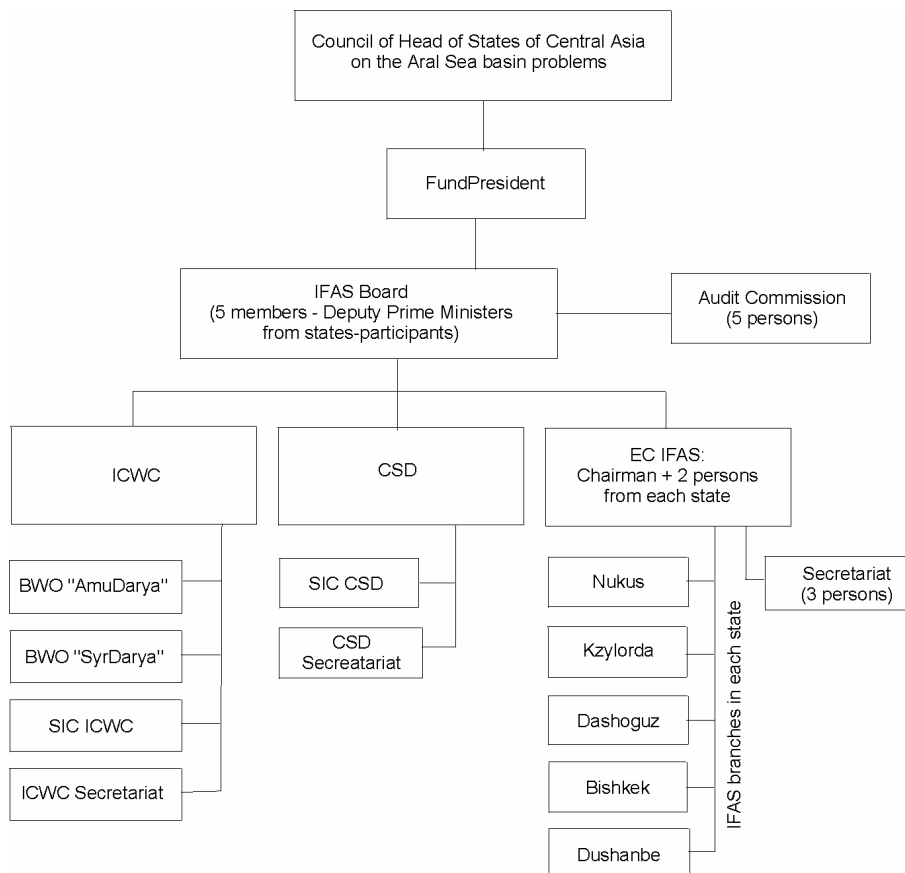 Council of Head of States of Central Asia
on the Aral Sea basin problems
FundPresident
IFAS Board
(5 members - Deputy Prime Ministers
from states-participants)
Audit Commission
(5 persons)
ICWC
CSD
EC IFAS:
Chairman + 2 persons
from each state
BWO "AmuDarya"
BWO "SyrDarya"
SIC ICWC
ICWC Secretariat
SIC CSD
CSD
Secreatariat
Nukus
Kzylorda
Dashoguz
Bishkek
Dushanbe
IFAS branches in each state
Secretariat
(3 persons)